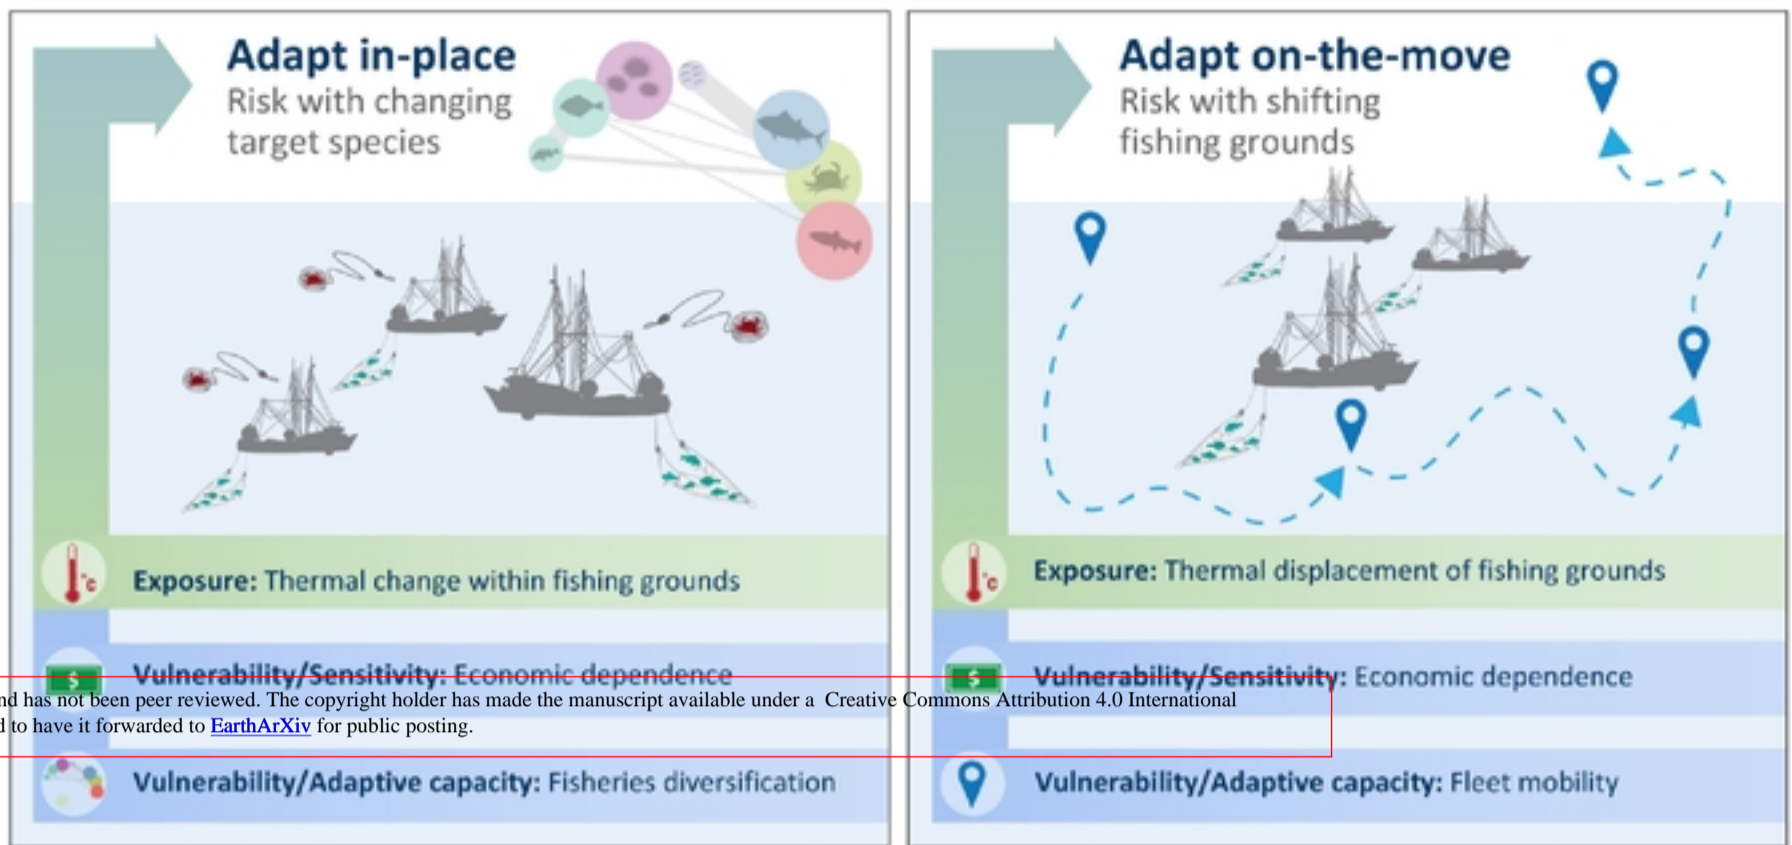 Adapt in-place
Risk with changing
target species
Exposure: Thermal change within fishing grounds
°c
Vulnerability/Sensitivity: Economic dependence
$
Vulnerability/Adaptive capacity: Fisheries diversification
Adapt on-the-move
Risk with shifting
fishing grounds
Exposure: Thermal displacement of fishing grounds
°c
Vulnerability/Sensitivity: Economic dependence
$
Vulnerability/Adaptive capacity: Fleet mobility
has not been peer reviewed. The copyright holder has made the manuscript available under a Creative Commons Attribution 4.0 International
to have it forwarded to EarthArXiv for public posting.